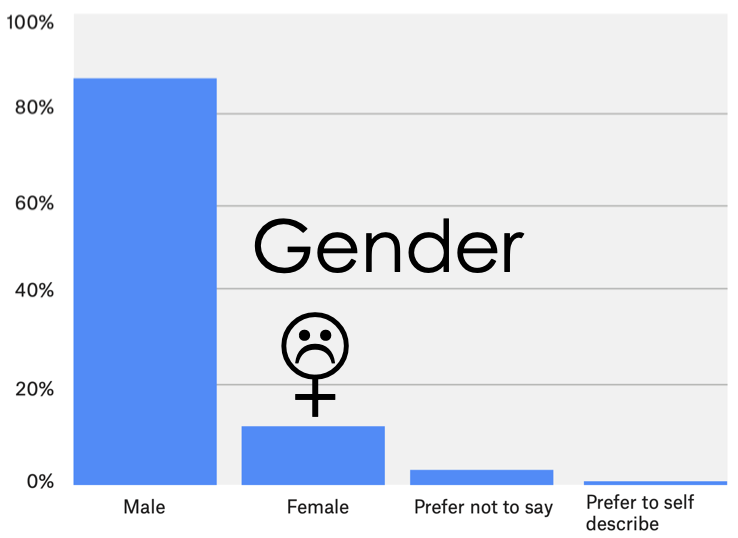 100%
80%
60%
Gender
40%
20%
0%
Male
Female
Prefer not to say
Prefer to self
describe